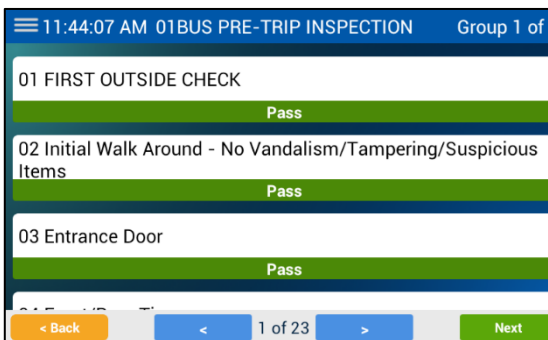 11:44:07 AM 01BUS PRE-TRIP INSPECTION Group 1 of
01 FIRST OUTSIDE CHECK
Pass
02 Initial Walk Around - No Vandalism/Tampering/Suspicious
Items
Pass
03 Entrance Door
Pass
< Back < 1 of 23 > Next